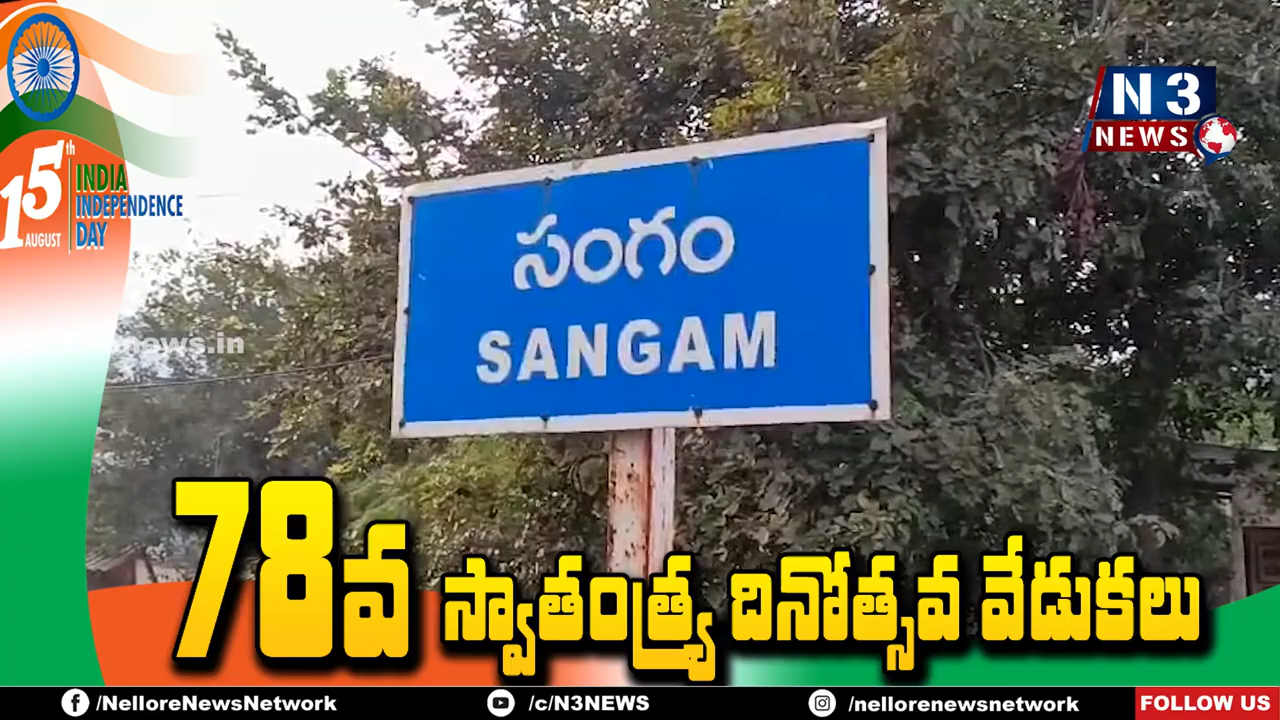 15th
AUGUST
INDIA
INDEPENDENCE
DAY
N3
NEWS
సంగం
SANGAM
news.in
78వ స్వాతంత్ర్య దినోత్సవ వేడుకలు
/NelloreNewsNetwork
/c/N3NEWS
/nellorenewsnetwork
FOLLOW US